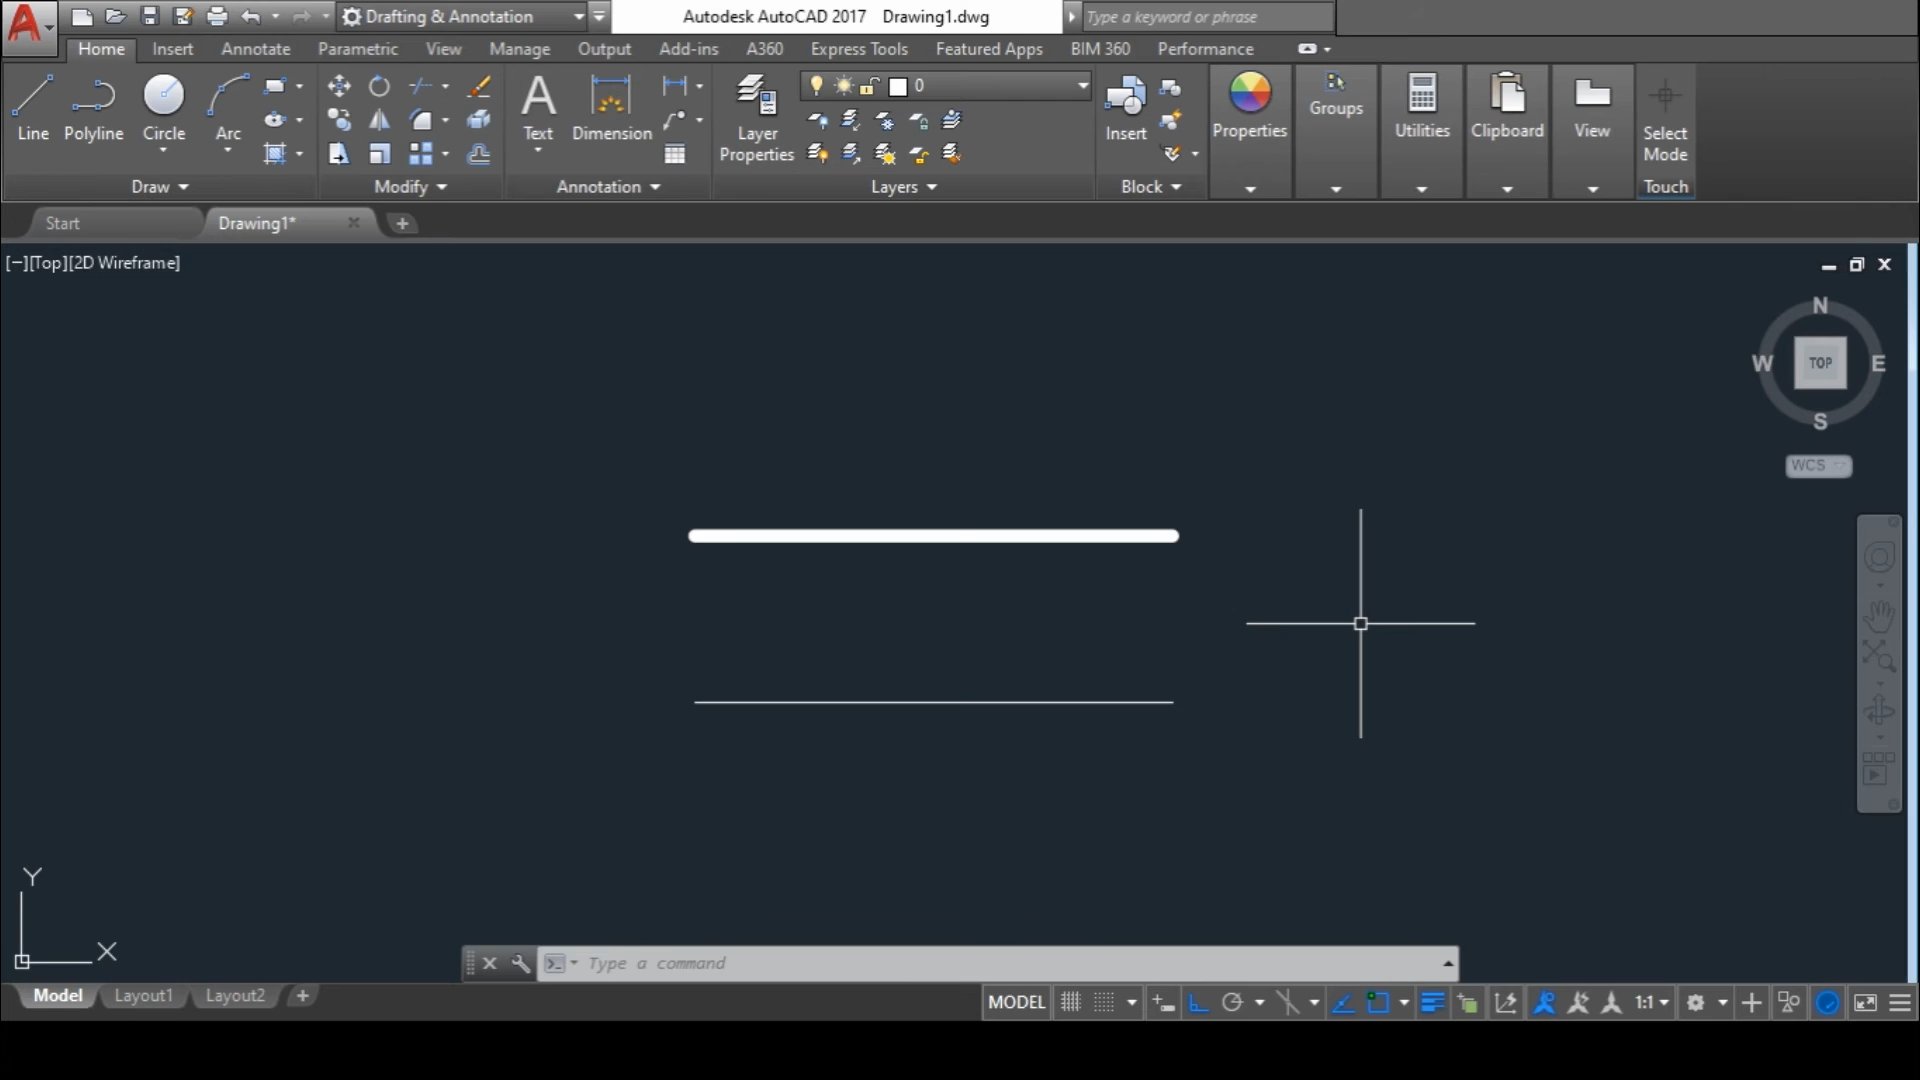 Drafting & Annotation Autodesk AutoCAD 2017 Drawing1.dwg Type a keyword or phrase
Home Insert Annotate Parametric View Manage Output Add-ins A360 Express Tools Featured Apps BIM 360 Performance
0
Line Polyline Circle Arc Text Dimension Layer Properties Insert Properties Groups Utilities Clipboard View Select Mode
Draw Modify Annotation Layers Block Touch
Start Drawing1*
[−][Top][2D Wireframe]
N
W TOP E
S
WCS
Y
X
Type a command
Model Layout1 Layout2 MODEL 1:1